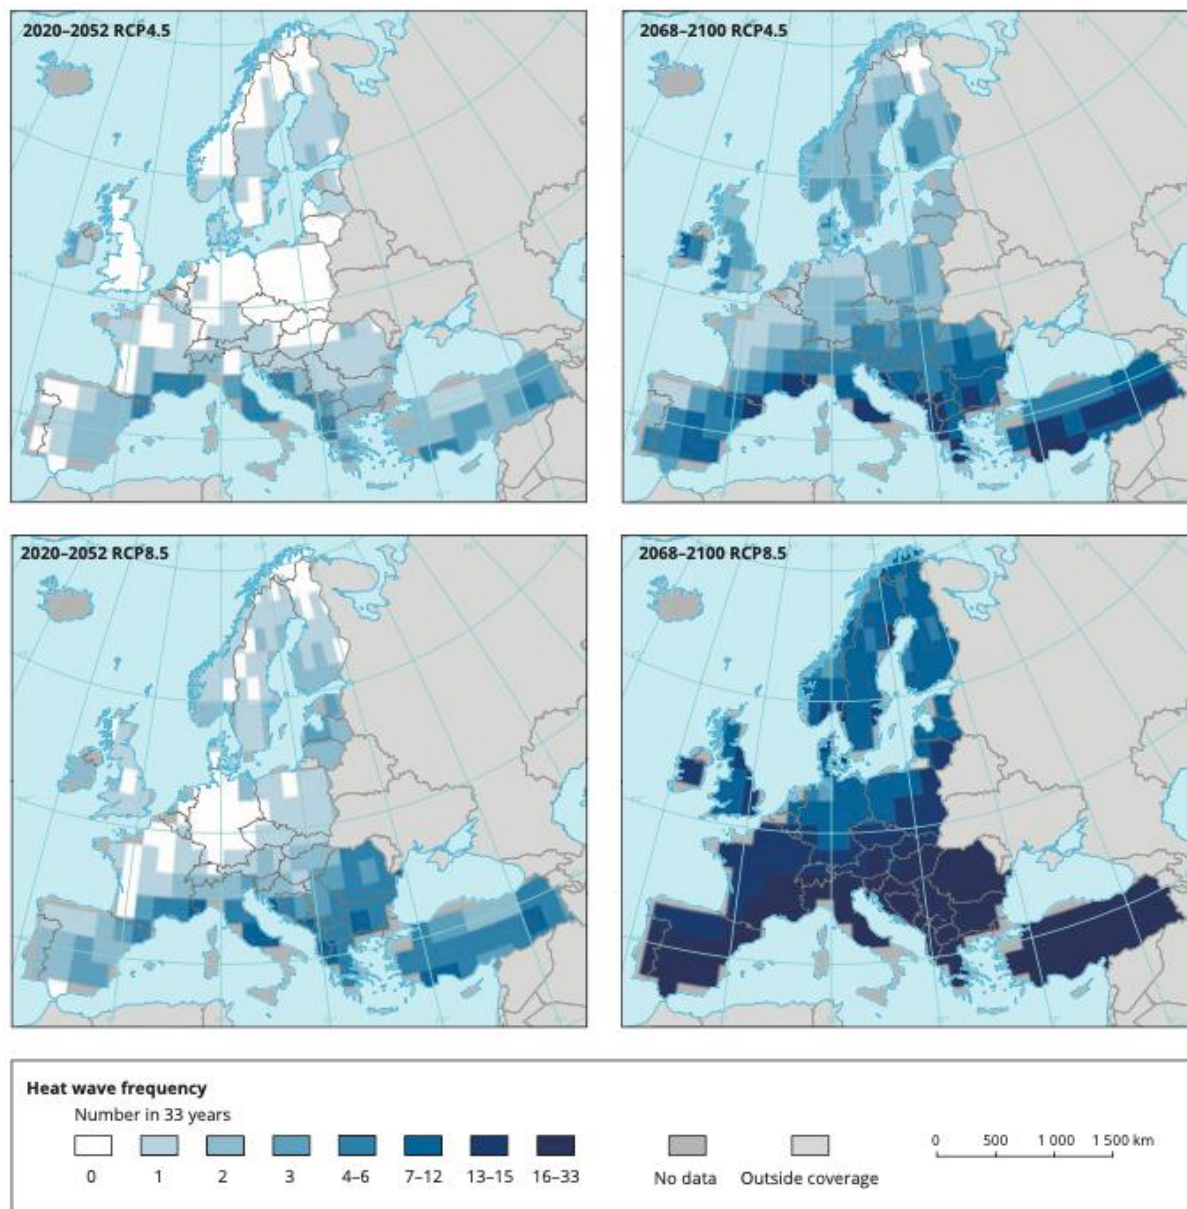 2020–2052 RCP4.5
2068–2100 RCP4.5
2020–2052 RCP8.5
2068–2100 RCP8.5
Heat wave frequency
Number in 33 years
0 1 2 3 4–6 7–12 13–15 16–33
No data Outside coverage
0 500 1 000 1 500 km